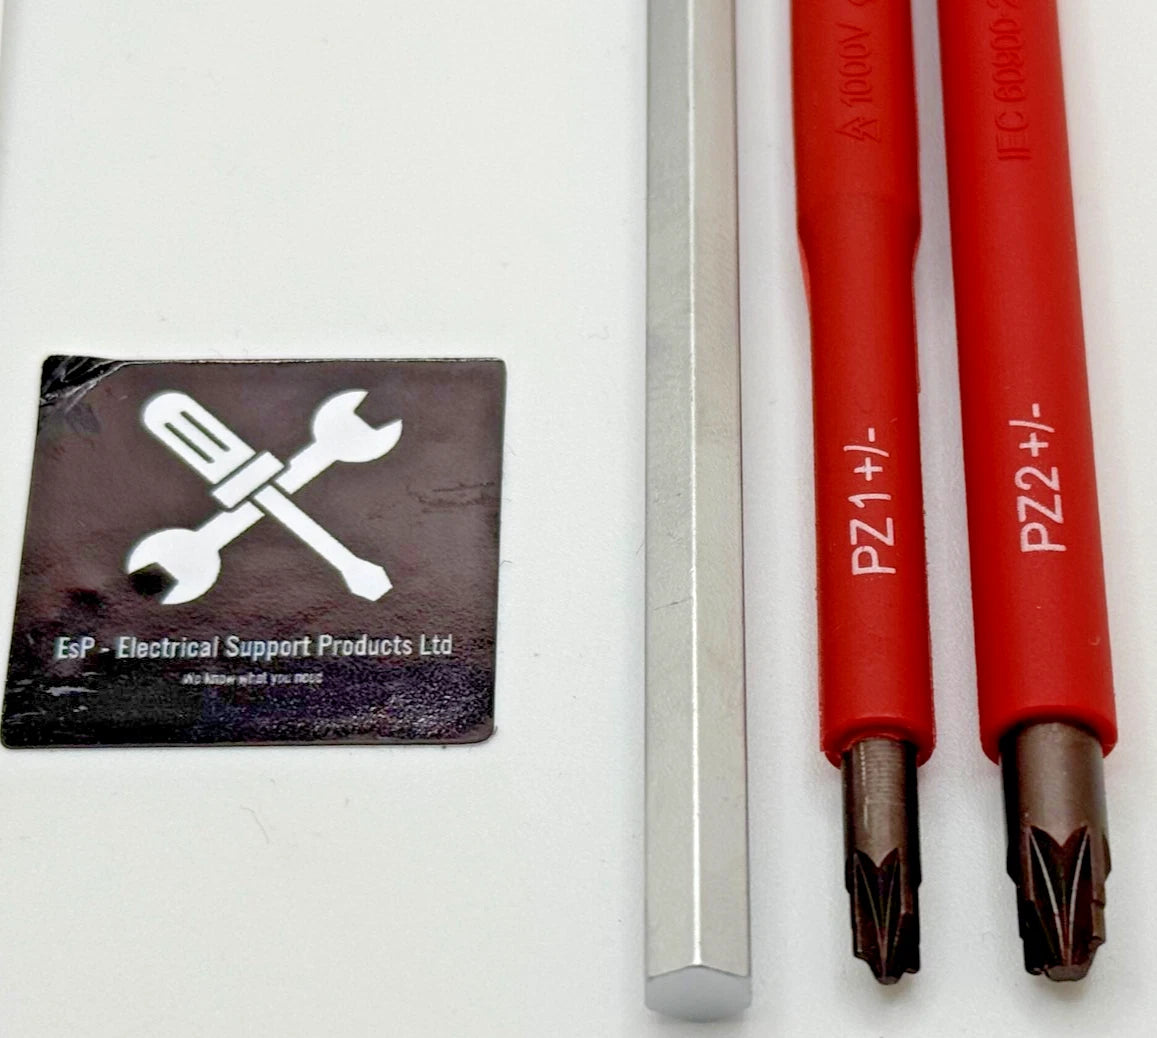 EsP - Electrical Support Products Ltd
We know what you need
1000V
IEC 60900
PZ1 +/-
PZ2 +/-